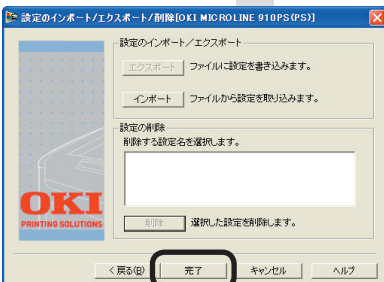 設定のインポート/エクスポート/削除[OKI MICROLINE 910PS(PS)]
設定のインポート／エクスポート
エクスポート ファイルに設定を書き込みます。
インポート ファイルから設定を取り込みます。
設定の削除
削除する設定名を選択します。
削除 選択した設定を削除します。
OKI
PRINTING SOLUTIONS
< 戻る(B) 完了 キャンセル ヘルプ